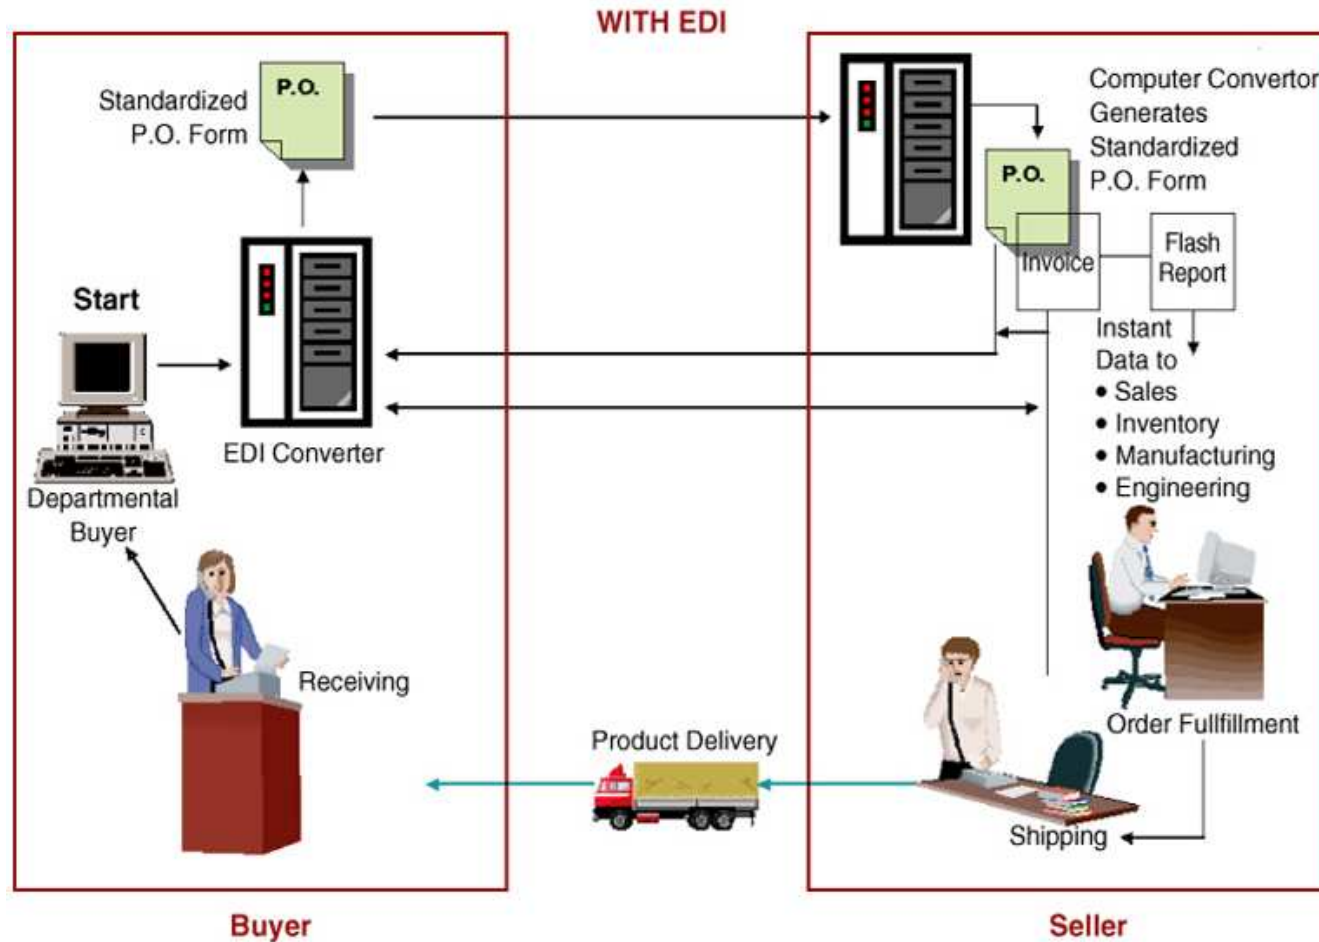 WITH EDI
Standardized
P.O. Form
P.O.
Computer Convertor
Generates
Standardized
P.O. Form
P.O.
Invoice
Flash
Report
Start
EDI Converter
Departmental
Buyer
Instant
Data to
• Sales
• Inventory
• Manufacturing
• Engineering
Receiving
Product Delivery
Order Fullfillment
Shipping
Buyer
Seller